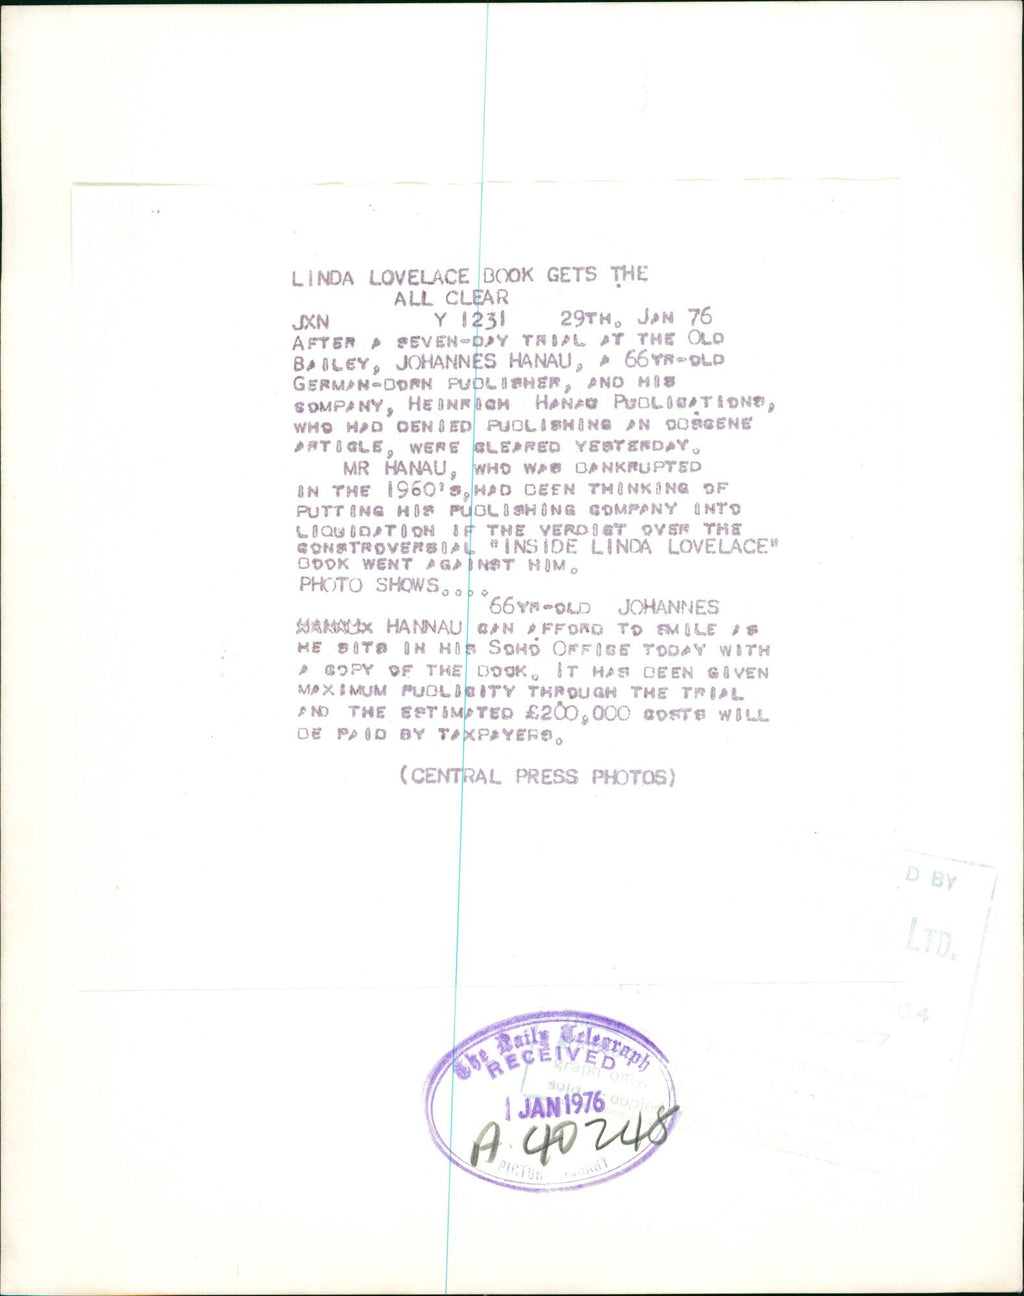 LINDA LOVELACE BOOK GETS THE
ALL CLEAR
JXN Y 1231 29TH. JAN 76
AFTER A SEVEN-DAY TRIAL AT THE OLD
BAILEY, JOHANNES HANAU, A 66YR-OLD
GERMAN-BORN PUBLISHER, AND HIS
COMPANY, HEINRICH HANAU PUBLICATIONS,
WHO HAD DENIED PUBLISHING AN OBSCENE
ARTICLE, WERE CLEARED YESTERDAY.
MR HANAU, WHO WAS BANKRUPTED
IN THE 1960'S, HAD BEEN THINKING OF
PUTTING HIS PUBLISHING COMPANY INTO
LIQUIDATION IF THE VERDICT OVER THE
CONSTROVERSIAL "INSIDE LINDA LOVELACE"
BOOK WENT AGAINST HIM.
PHOTO SHOWS....
66YR-OLD JOHANNES
HANNAU CAN AFFORD TO SMILE AS
HE SITS IN HIS SOHO OFFICE TODAY WITH
A COPY OF THE BOOK. IT HAS BEEN GIVEN
MAXIMUM PUBLICITY THROUGH THE TRIAL
AND THE ESTIMATED £200,000 COSTS WILL
BE PAID BY TAXPAYERS.
(CENTRAL PRESS PHOTOS)
D BY
LTD.
C4
The Daily Telegraph
RECEIVED
graph only.
sold
1 JAN 1976
A 40248